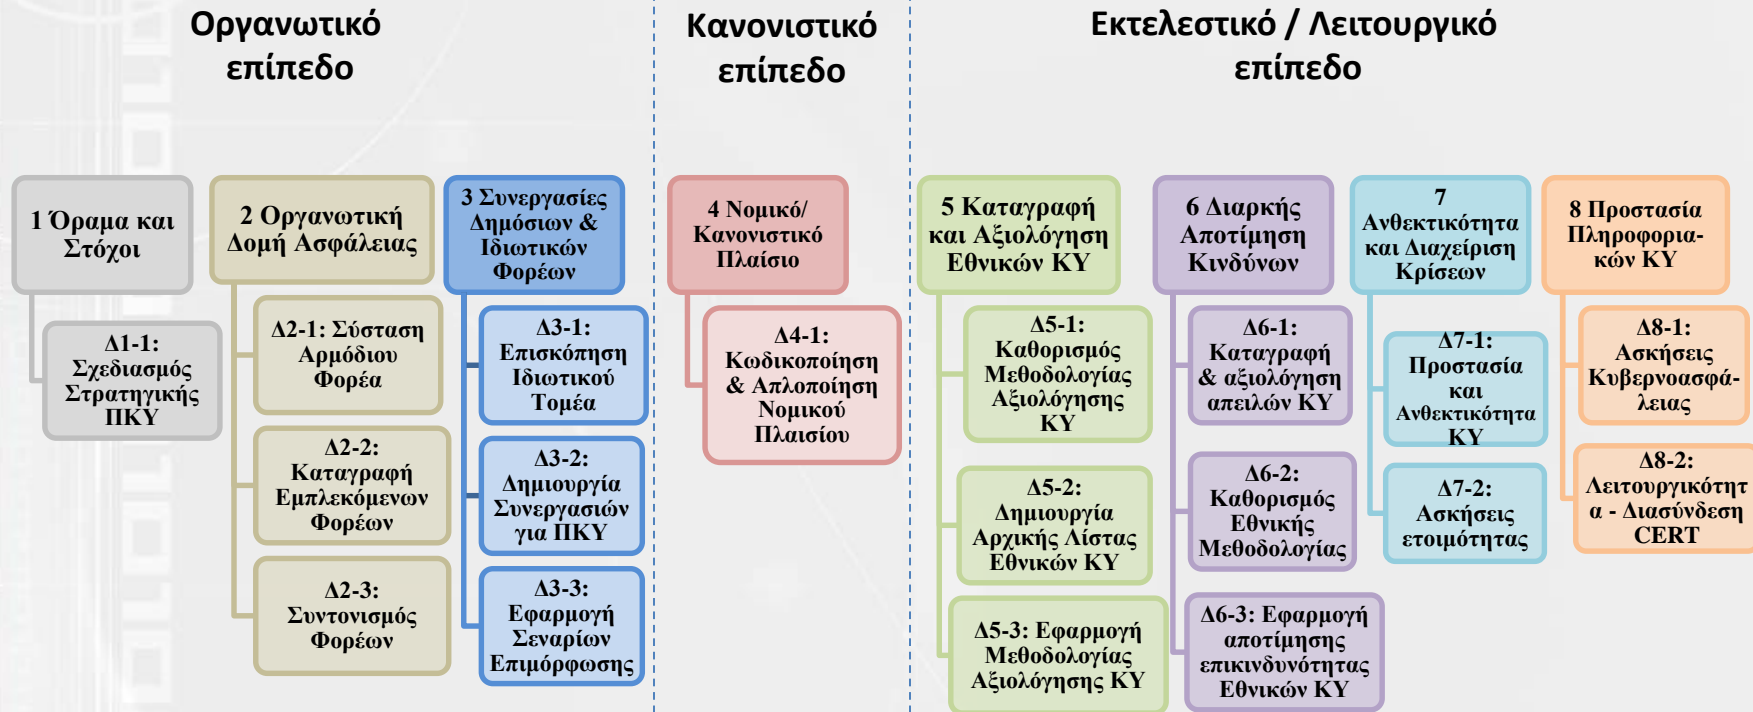 Οργανωτικό
επίπεδο
Κανονιστικό
επίπεδο
Εκτελεστικό / Λειτουργικό
επίπεδο
1 Όραμα και
Στόχοι
Δ1-1:
Σχεδιασμός
Στρατηγικής
ΠΚΥ
2 Οργανωτική
Δομή Ασφάλειας
Δ2-1: Σύσταση
Αρμόδιου
Φορέα
Δ2-2:
Καταγραφή
Εμπλεκόμενων
Φορέων
Δ2-3:
Συντονισμός
Φορέων
3 Συνεργασίες
Δημόσιων &
Ιδιωτικών
Φορέων
Δ3-1:
Επισκόπηση
Ιδιωτικού
Τομέα
Δ3-2:
Δημιουργία
Συνεργασιών
για ΠΚΥ
Δ3-3:
Εφαρμογή
Σεναρίων
Επιμόρφωσης
4 Νομικό/
Κανονιστικό
Πλαίσιο
Δ4-1:
Κωδικοποίηση
& Απλοποίηση
Νομικού
Πλαισίου
5 Καταγραφή
και Αξιολόγηση
Εθνικών ΚΥ
Δ5-1:
Καθορισμός
Μεθοδολογίας
Αξιολόγησης
ΚΥ
Δ5-2:
Δημιουργία
Αρχικής Λίστας
Εθνικών ΚΥ
Δ5-3: Εφαρμογή
Μεθοδολογίας
Αξιολόγησης ΚΥ
6 Διαρκής
Αποτίμηση
Κινδύνων
Δ6-1:
Καταγραφή
& αξιολόγηση
απειλών ΚΥ
Δ6-2:
Καθορισμός
Εθνικής
Μεθοδολογίας
Δ6-3: Εφαρμογή
αποτίμησης
επικινδυνότητας
Εθνικών ΚΥ
7
Ανθεκτικότητα
και Διαχείριση
Κρίσεων
Δ7-1:
Προστασία
και
Ανθεκτικότητα
ΚΥ
Δ7-2:
Ασκήσεις
ετοιμότητας
8 Προστασία
Πληροφορια-
κών ΚΥ
Δ8-1:
Ασκήσεις
Κυβερνοασφά-
λειας
Δ8-2:
Λειτουργικότητ
α - Διασύνδεση
CERT